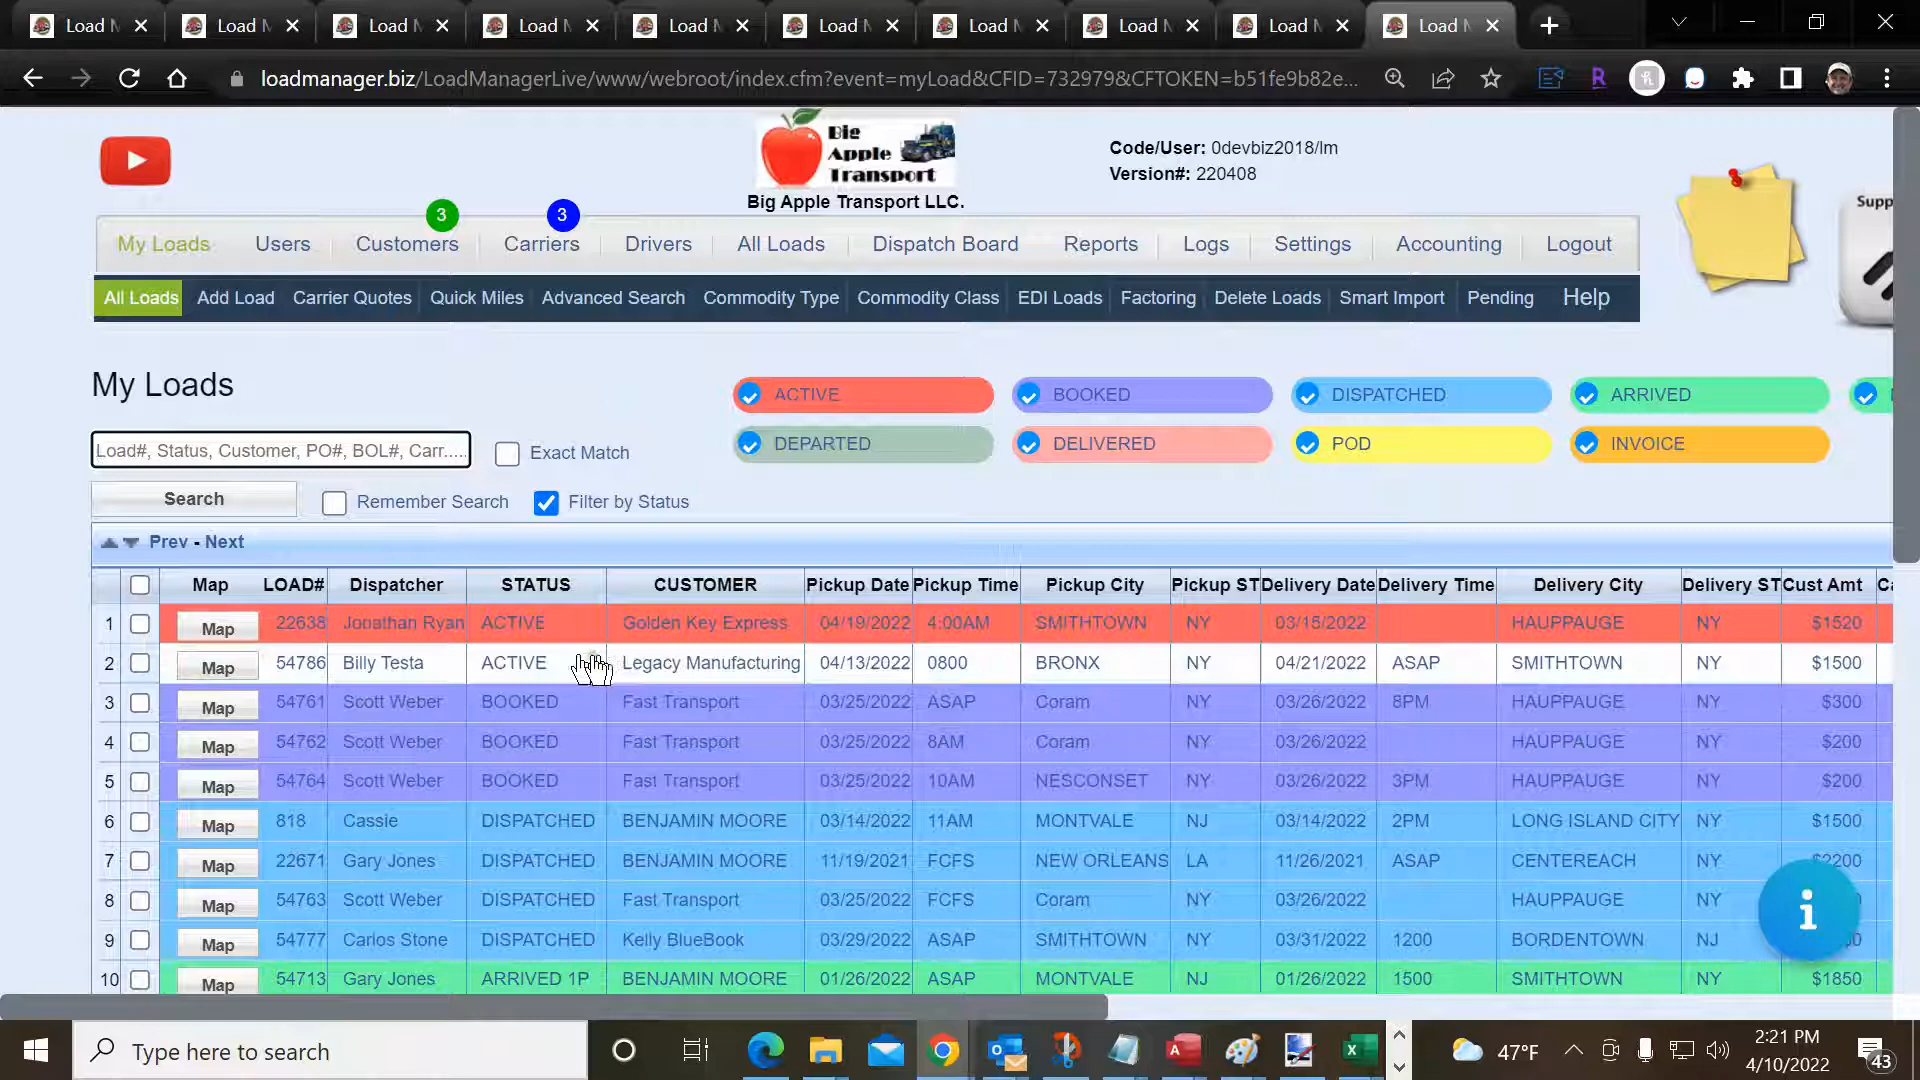 Load M Load M Load M Load M Load M Load M Load M Load M Load M Load M
loadmanager.biz/LoadManagerLive/www/webroot/index.cfm?event=myLoad&CFID=732979&CFTOKEN=b51fe9b82e...
Big
Apple
Transport
Big Apple Transport LLC.
Code/User: 0devbiz2018/lm
Version#: 220408
Supp
3 3
My Loads Users Customers Carriers Drivers All Loads Dispatch Board Reports Logs Settings Accounting Logout
All Loads Add Load Carrier Quotes Quick Miles Advanced Search Commodity Type Commodity Class EDI Loads Factoring Delete Loads Smart Import Pending Help
My Loads
ACTIVE BOOKED DISPATCHED ARRIVED
Load#, Status, Customer, PO#, BOL#, Carr..... Exact Match
DEPARTED DELIVERED POD INVOICE
Search Remember Search Filter by Status
Prev - Next
Map LOAD# Dispatcher STATUS CUSTOMER Pickup Date Pickup Time Pickup City Pickup ST Delivery Date Delivery Time Delivery City Delivery ST Cust Amt
1 Map 22638 Jonathan Ryan ACTIVE Golden Key Express 04/19/2022 4:00AM SMITHTOWN NY 03/15/2022 HAUPPAUGE NY $1520
2 Map 54786 Billy Testa ACTIVE Legacy Manufacturing 04/13/2022 0800 BRONX NY 04/21/2022 ASAP SMITHTOWN NY $1500
3 Map 54761 Scott Weber BOOKED Fast Transport 03/25/2022 ASAP Coram NY 03/26/2022 8PM HAUPPAUGE NY $300
4 Map 54762 Scott Weber BOOKED Fast Transport 03/25/2022 8AM Coram NY 03/26/2022 HAUPPAUGE NY $200
5 Map 54764 Scott Weber BOOKED Fast Transport 03/25/2022 10AM NESCONSET NY 03/26/2022 3PM HAUPPAUGE NY $200
6 Map 818 Cassie DISPATCHED BENJAMIN MOORE 03/14/2022 11AM MONTVALE NJ 03/14/2022 2PM LONG ISLAND CITY NY $1500
7 Map 22671 Gary Jones DISPATCHED BENJAMIN MOORE 11/19/2021 FCFS NEW ORLEANS LA 11/26/2021 ASAP CENTEREACH NY $2200
8 Map 54763 Scott Weber DISPATCHED Fast Transport 03/25/2022 FCFS Coram NY 03/26/2022 HAUPPAUGE NY
9 Map 54777 Carlos Stone DISPATCHED Kelly BlueBook 03/29/2022 ASAP SMITHTOWN NY 03/31/2022 1200 BORDENTOWN NJ
10 Map 54713 Gary Jones ARRIVED 1P BENJAMIN MOORE 01/26/2022 ASAP MONTVALE NJ 01/26/2022 1500 SMITHTOWN NY $1850
Type here to search
47°F
2:21 PM
4/10/2022
43